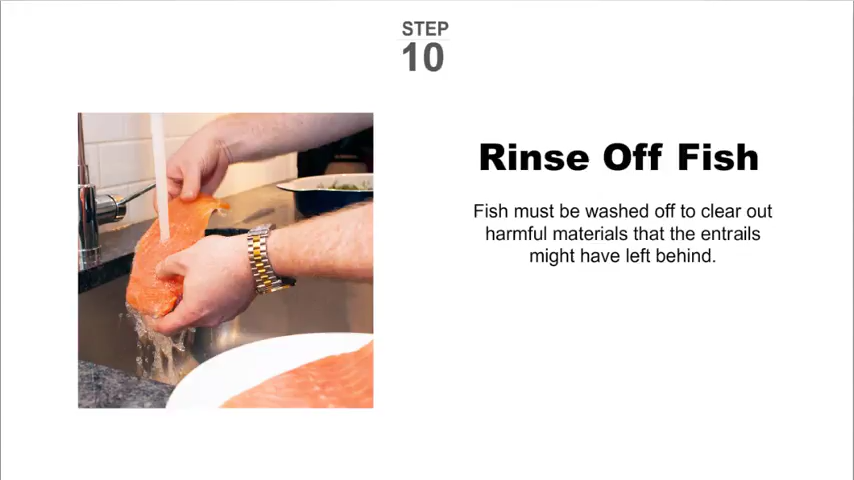 STEP
10
Rinse Off Fish
Fish must be washed off to clear out
harmful materials that the entrails
might have left behind.